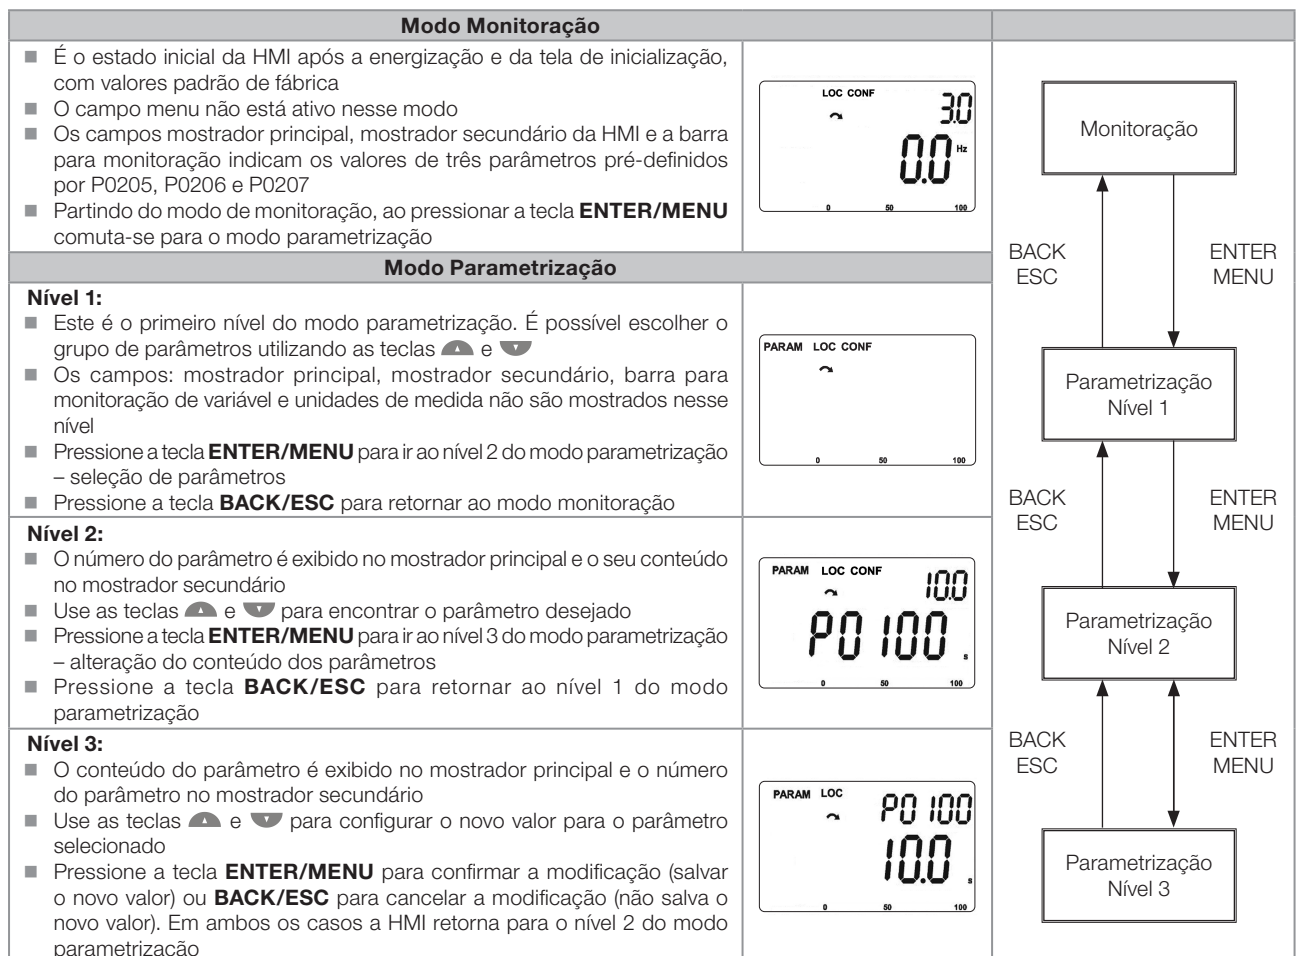 Modo Monitoração
■ É o estado inicial da HMI após a energização e da tela de inicialização,
com valores padrão de fábrica
■ O campo menu não está ativo nesse modo
■ Os campos mostrador principal, mostrador secundário da HMI e a barra
para monitoração indicam os valores de três parâmetros pré-definidos
por P0205, P0206 e P0207
■ Partindo do modo de monitoração, ao pressionar a tecla ENTER/MENU
comuta-se para o modo parametrização
LOC CONF
3.0
0.0 Hz
0 50 100
Modo Parametrização
Nível 1:
■ Este é o primeiro nível do modo parametrização. É possível escolher o
grupo de parâmetros utilizando as teclas e
■ Os campos: mostrador principal, mostrador secundário, barra para
monitoração de variável e unidades de medida não são mostrados nesse
nível
■ Pressione a tecla ENTER/MENU para ir ao nível 2 do modo parametrização
– seleção de parâmetros
■ Pressione a tecla BACK/ESC para retornar ao modo monitoração
PARAM LOC CONF
0 50 100
Nível 2:
■ O número do parâmetro é exibido no mostrador principal e o seu conteúdo
no mostrador secundário
■ Use as teclas e para encontrar o parâmetro desejado
■ Pressione a tecla ENTER/MENU para ir ao nível 3 do modo parametrização
– alteração do conteúdo dos parâmetros
■ Pressione a tecla BACK/ESC para retornar ao nível 1 do modo
parametrização
PARAM LOC CONF
10.0
P0100 s
0 50 100
Nível 3:
■ O conteúdo do parâmetro é exibido no mostrador principal e o número
do parâmetro no mostrador secundário
■ Use as teclas e para configurar o novo valor para o parâmetro
selecionado
■ Pressione a tecla ENTER/MENU para confirmar a modificação (salvar
o novo valor) ou BACK/ESC para cancelar a modificação (não salva o
novo valor). Em ambos os casos a HMI retorna para o nível 2 do modo
parametrização
PARAM LOC
P0100
10.0 s
0 50 100
Monitoração
BACK
ESC
ENTER
MENU
Parametrização
Nível 1
BACK
ESC
ENTER
MENU
Parametrização
Nível 2
BACK
ESC
ENTER
MENU
Parametrização
Nível 3